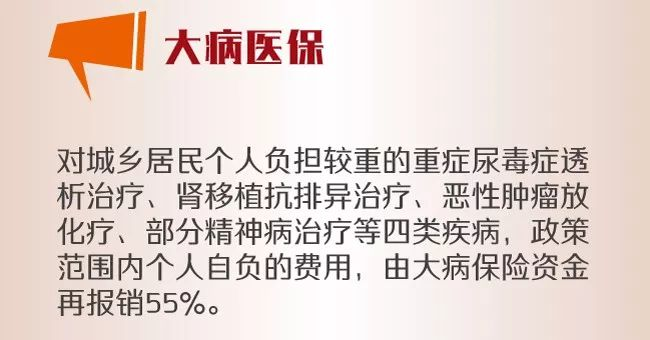 大病医保
对城乡居民个人负担较重的重症尿毒症透
析治疗、肾移植抗排异治疗、恶性肿瘤放
化疗、部分精神病治疗等四类疾病，政策
范围内个人自负的费用，由大病保险资金
再报销55%。